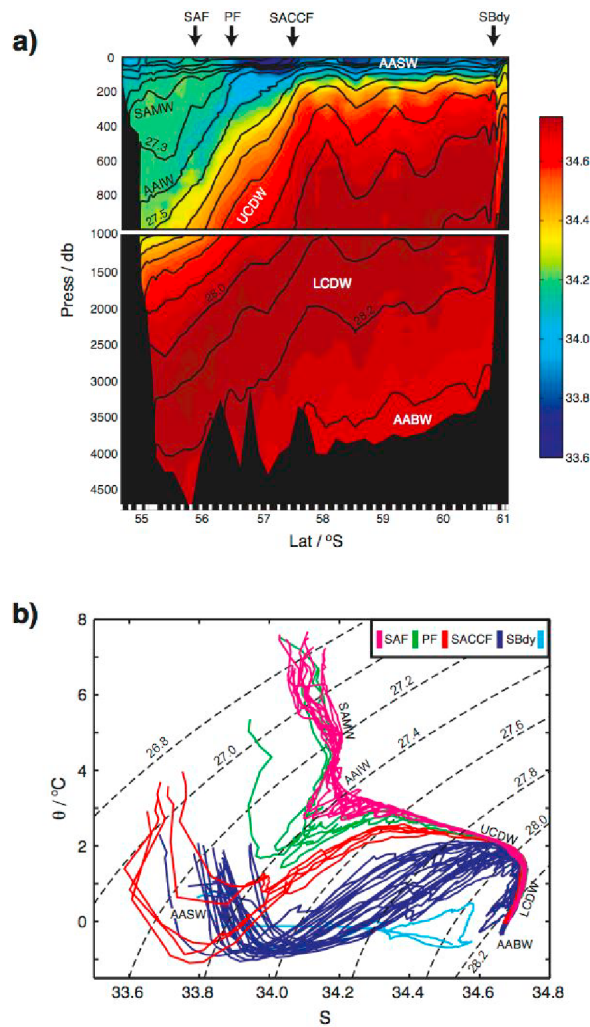 SAF PF SACCF SBdy
a)
0
AASW
200
SAMW
34.6
400
27.3
600
AAIW
34.4
UCDW
800
27.5
34.2
1000
Press / db
1500
28.0
LCDW
34.0
2000
28.2
2500
33.8
3000
3500
AABW
33.6
4000
4500
55 56 57 58 59 60 61
Lat / ºS
b)
8
SAF PF SACCF SBdy
27.2
6
SAMW
26.8
27.0
27.4
27.6
4
AAIW
θ / ºC
27.8
UCDW
28.0
2
LCDW
AASW
0
AABW
28.2
33.6 33.8 34.0 34.2 34.4 34.6 34.8
S